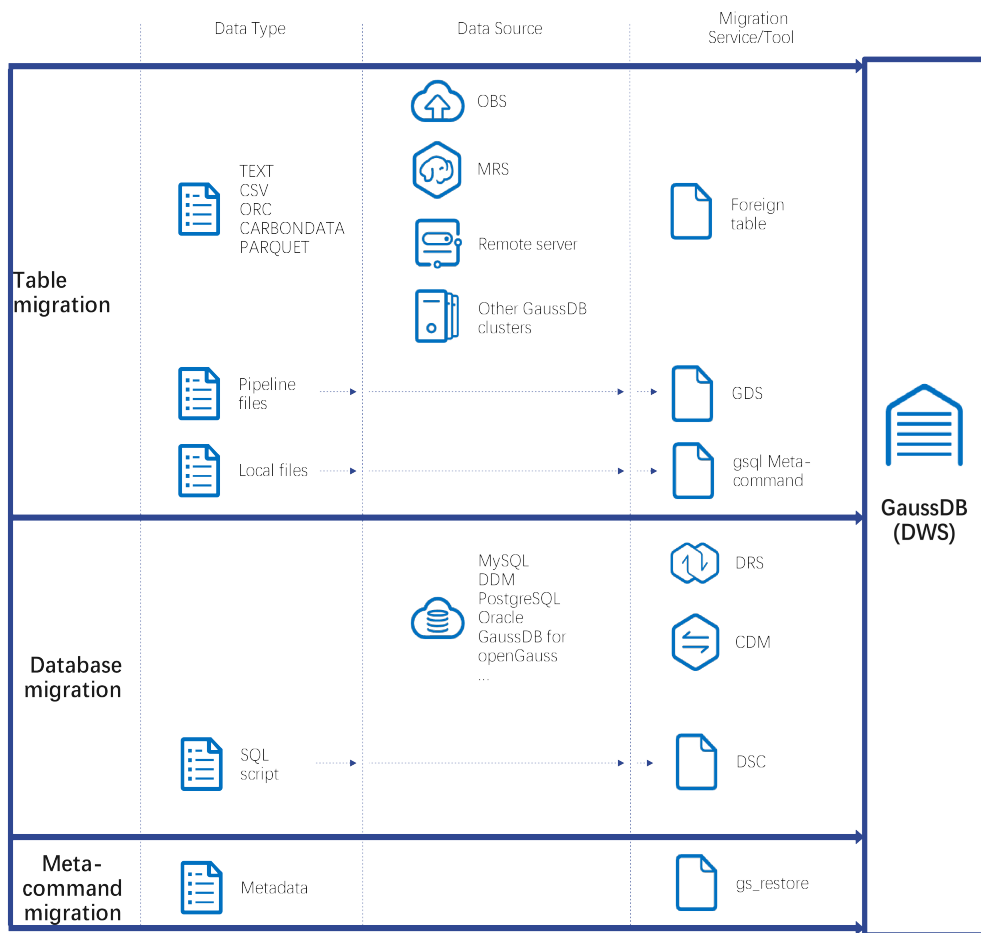 Data Type
Data Source
Migration
Service/Tool
Table
migration
TEXT
CSV
ORC
CARBONDATA
PARQUET
OBS
MRS
Remote server
Other GaussDB
clusters
Foreign
table
Pipeline
files
GDS
Local files
gsql Meta-
command
GaussDB
(DWS)
Database
migration
MySQL
DDM
PostgreSQL
Oracle
GaussDB for
openGauss
...
DRS
CDM
SQL
script
DSC
Meta-
command
migration
Metadata
gs_restore